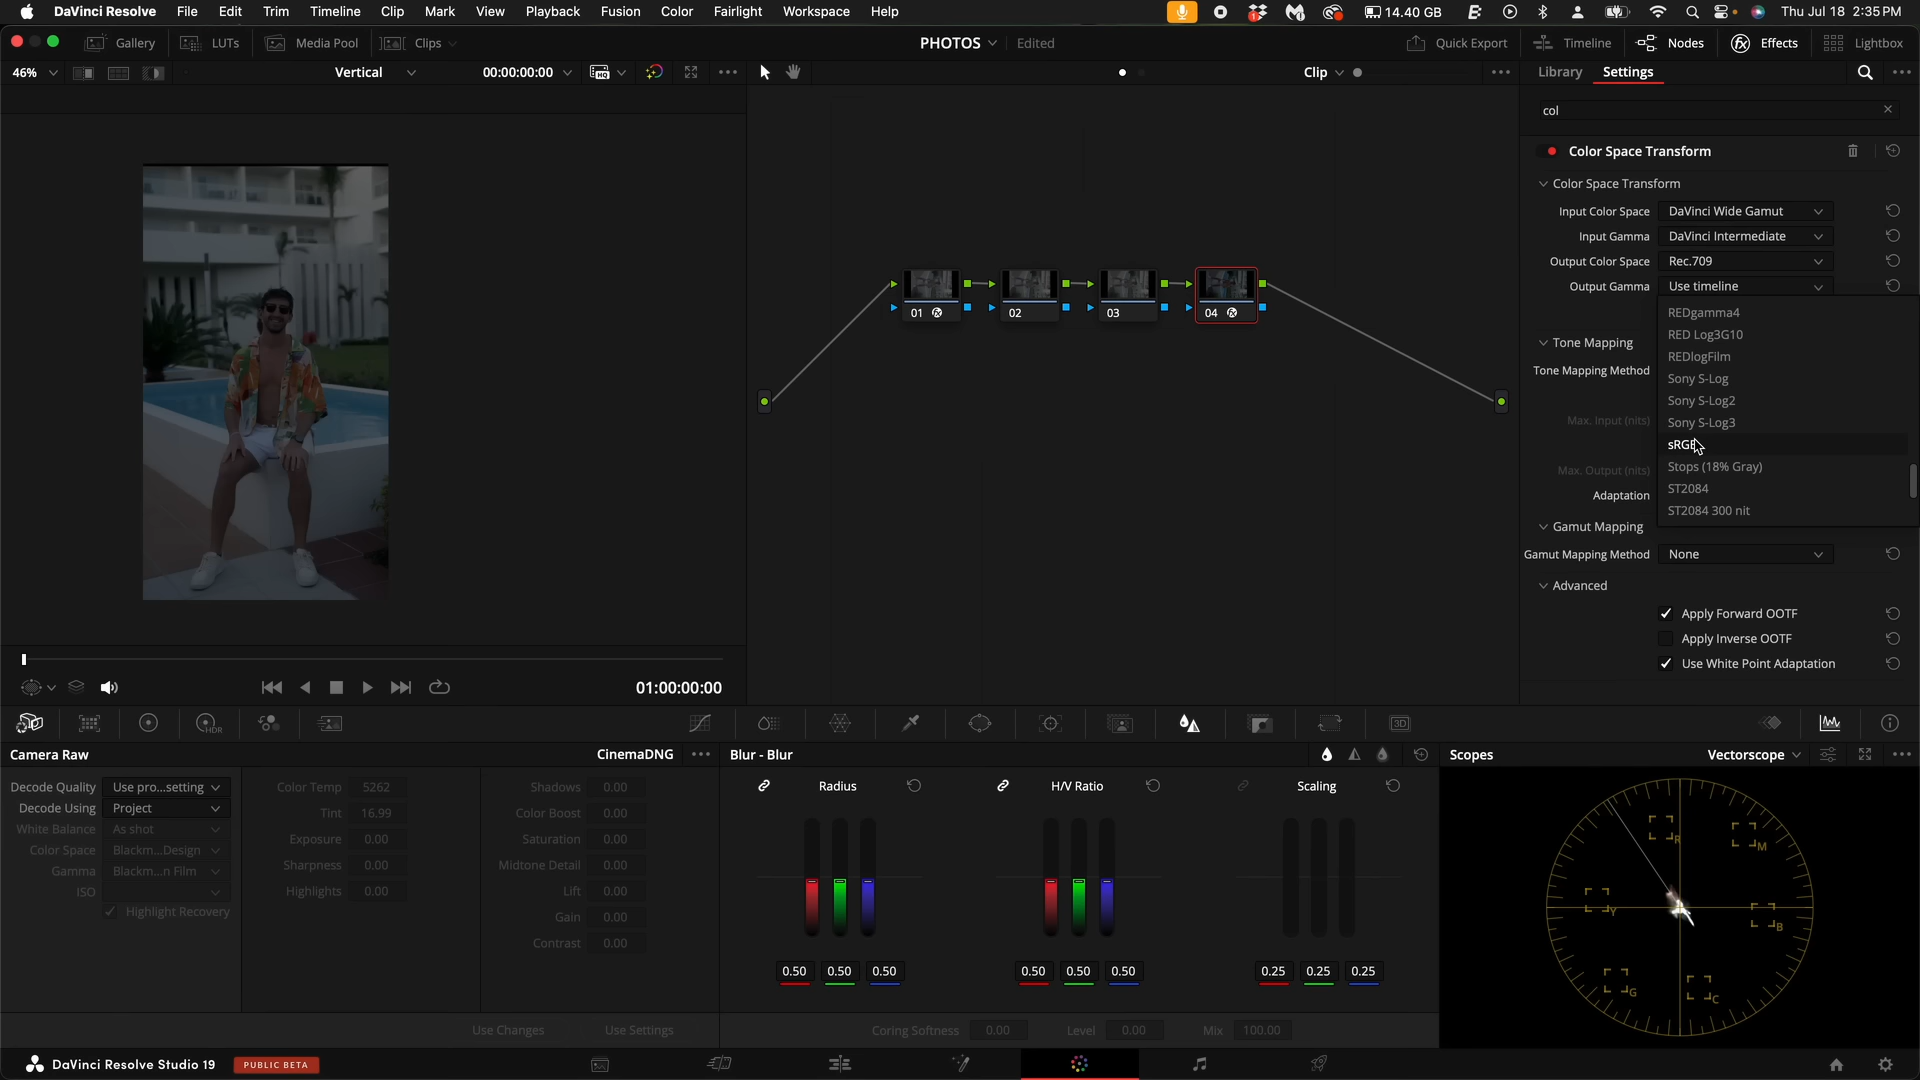 DaVinci Resolve File Edit Trim Timeline Clip Mark View Playback Fusion Color Fairlight Workspace Help
14.40 GB Thu Jul 18 2:35 PM
Gallery LUTs Media Pool Clips PHOTOS Edited Quick Export Timeline Nodes Effects Lightbox
46% Vertical 00:00:00:00 Clip Library Settings
col
Color Space Transform
Color Space Transform
Input Color Space DaVinci Wide Gamut
Input Gamma DaVinci Intermediate
Output Color Space Rec.709
Output Gamma Use timeline
REDgamma4
RED Log3G10
REDlogFilm
Sony S-Log
Sony S-Log2
Sony S-Log3
sRGB
Stops (18% Gray)
ST2084
ST2084 300 nit
Tone Mapping
Tone Mapping Method
Max. Input (nits)
Max. Output (nits)
Adaptation
Gamut Mapping
Gamut Mapping Method None
Advanced
Apply Forward OOTF
Apply Inverse OOTF
Use White Point Adaptation
01 02 03 04
01:00:00:00
HDR 3D
Camera Raw CinemaDNG
Decode Quality Use pro...setting
Decode Using Project
White Balance As shot
Color Space Blackm...Design
Gamma Blackm...n Film
ISO
Highlight Recovery
Color Temp 5262
Tint 16.99
Exposure 0.00
Sharpness 0.00
Highlights 0.00
Shadows 0.00
Color Boost 0.00
Saturation 0.00
Midtone Detail 0.00
Lift 0.00
Gain 0.00
Contrast 0.00
Use Changes Use Settings
Blur - Blur
Radius H/V Ratio Scaling
0.50 0.50 0.50 0.50 0.50 0.50 0.25 0.25 0.25
Coring Softness 0.00 Level 0.00 Mix 100.00
Scopes Vectorscope
R M
Y B
G C
DaVinci Resolve Studio 19 PUBLIC BETA